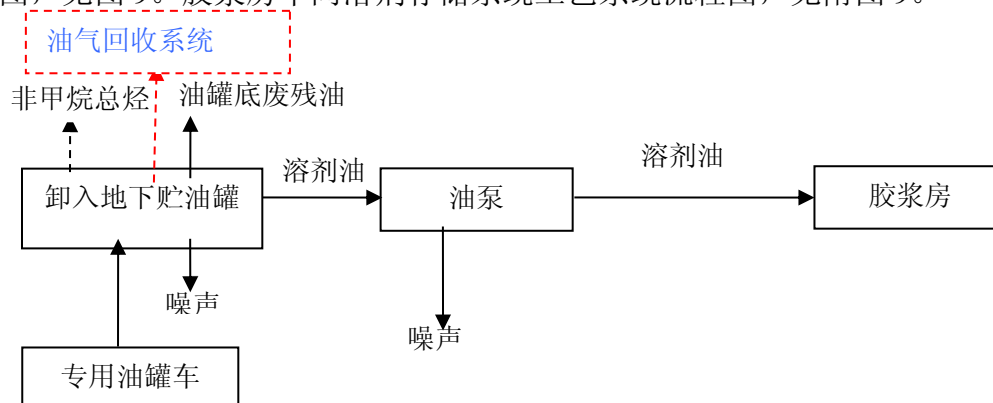 油气回收系统
非甲烷总烃
油罐底废残油
溶剂油
溶剂油
卸入地下贮油罐
油泵
胶浆房
噪声
噪声
专用油罐车